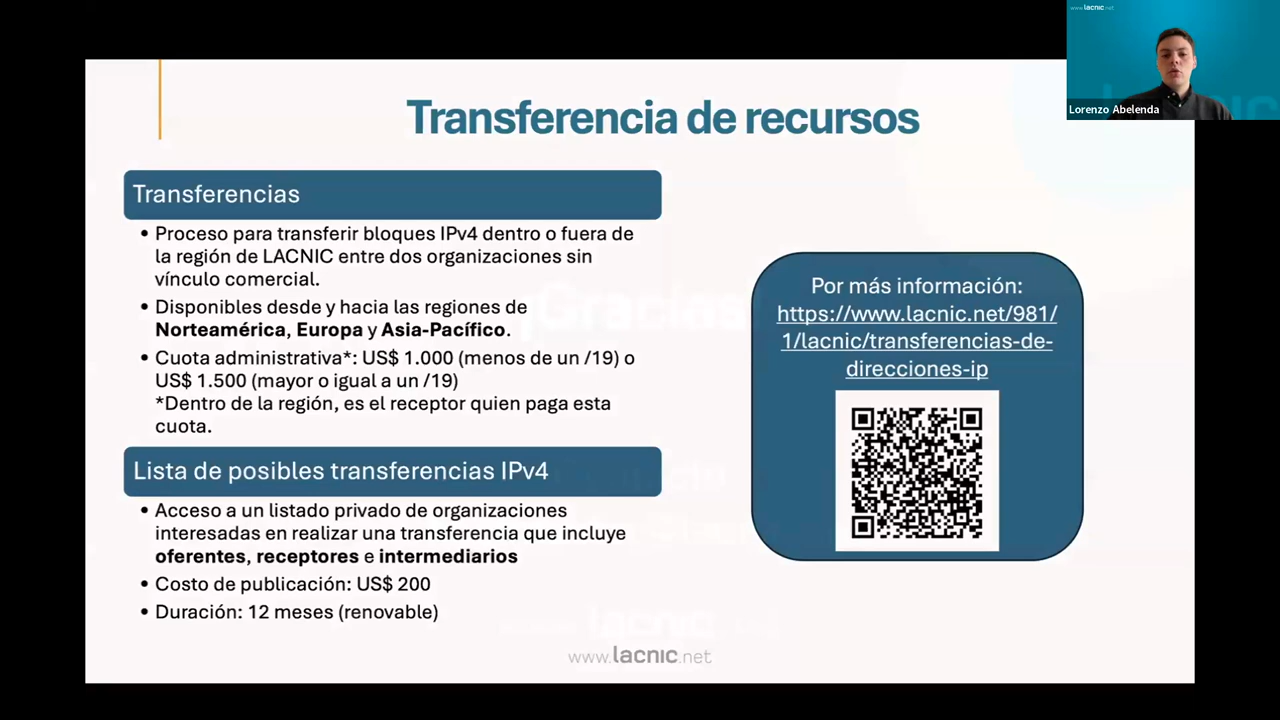 www.lacnic.net
Lorenzo Abelenda
Transferencia de recursos
Transferencias
• Proceso para transferir bloques IPv4 dentro o fuera de
la región de LACNIC entre dos organizaciones sin
vínculo comercial.
• Disponibles desde y hacia las regiones de
Norteamérica, Europa y Asia-Pacífico.
• Cuota administrativa*: US$ 1.000 (menos de un /19) o
US$ 1.500 (mayor o igual a un /19)
*Dentro de la región, es el receptor quien paga esta
cuota.
Lista de posibles transferencias IPv4
• Acceso a un listado privado de organizaciones
interesadas en realizar una transferencia que incluye
oferentes, receptores e intermediarios
• Costo de publicación: US$ 200
• Duración: 12 meses (renovable)
Por más información:
https://www.lacnic.net/981/
1/lacnic/transferencias-de-
direcciones-ip
¡Gracias!
lacnic
www.lacnic.net